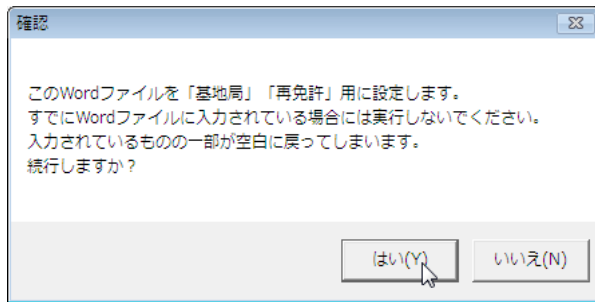 確認
このWordファイルを「基地局」「再免許」用に設定します。
すでにWordファイルに入力されている場合には実行しないでください。
入力されているものの一部が空白に戻ってしまいます。
続行しますか？
はい(Y)
いいえ(N)